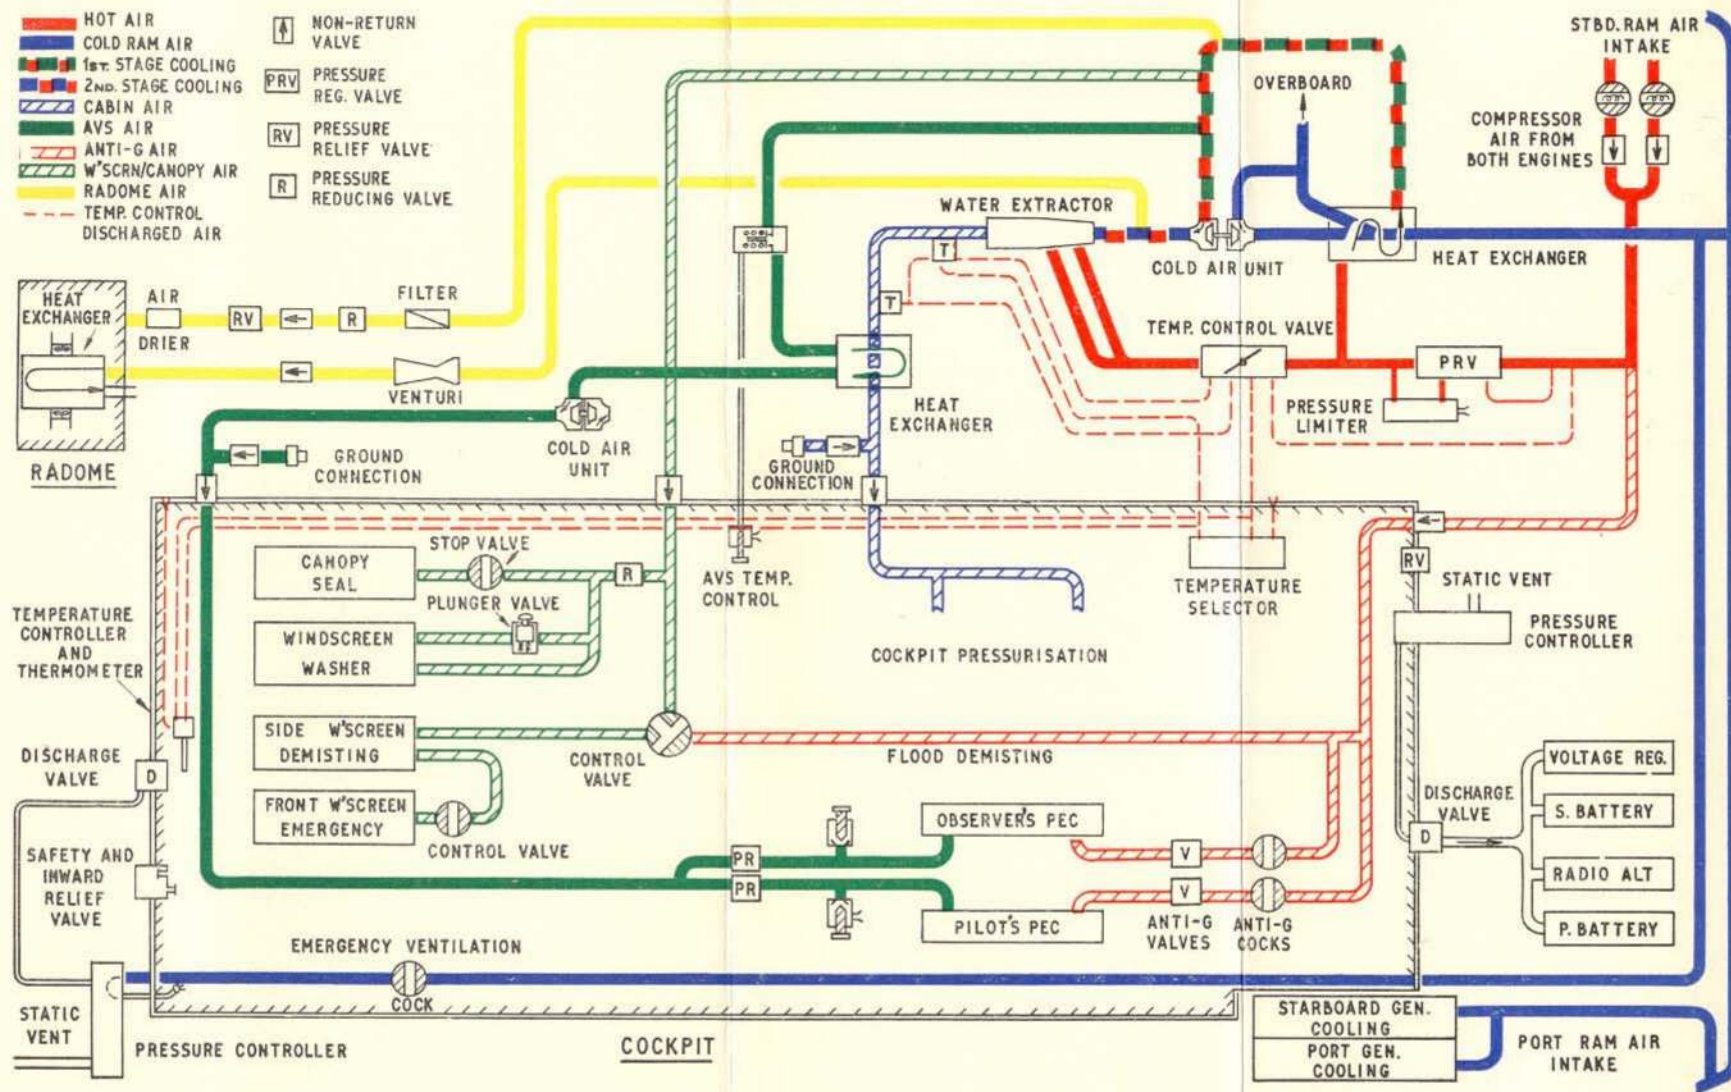 HOT AIR
COLD RAM AIR
1ST. STAGE COOLING
2ND. STAGE COOLING
CABIN AIR
AVS AIR
ANTI-G AIR
W'SCRN/CANOPY AIR
RADOME AIR
TEMP. CONTROL
DISCHARGED AIR
NON-RETURN
VALVE
PRV
PRESSURE
REG. VALVE
RV
PRESSURE
RELIEF VALVE
R
PRESSURE
REDUCING VALVE
STBD. RAM AIR
INTAKE
OVERBOARD
COMPRESSOR
AIR FROM
BOTH ENGINES
WATER EXTRACTOR
T
COLD AIR UNIT
HEAT EXCHANGER
HEAT
EXCHANGER
AIR
DRIER
RV
R
FILTER
T
TEMP. CONTROL VALVE
PRV
VENTURI
PRESSURE
LIMITER
HEAT
EXCHANGER
RADOME
GROUND
CONNECTION
COLD AIR
UNIT
GROUND
CONNECTION
STOP VALVE
CANOPY
SEAL
R
AVS TEMP.
CONTROL
TEMPERATURE
SELECTOR
RV
STATIC VENT
PRESSURE
CONTROLLER
PLUNGER VALVE
WINDSCREEN
WASHER
COCKPIT PRESSURISATION
TEMPERATURE
CONTROLLER
AND
THERMOMETER
SIDE W'SCREEN
DEMISTING
CONTROL
VALVE
FLOOD DEMISTING
DISCHARGE
VALVE
D
FRONT W'SCREEN
EMERGENCY
CONTROL VALVE
OBSERVER'S PEC
PR
PR
V
V
PILOT'S PEC
ANTI-G
VALVES
ANTI-G
COCKS
DISCHARGE
VALVE
D
VOLTAGE REG.
S. BATTERY
RADIO ALT
P. BATTERY
SAFETY AND
INWARD
RELIEF
VALVE
EMERGENCY VENTILATION
COCK
STATIC
VENT
PRESSURE CONTROLLER
COCKPIT
STARBOARD GEN.
COOLING
PORT GEN.
COOLING
PORT RAM AIR
INTAKE